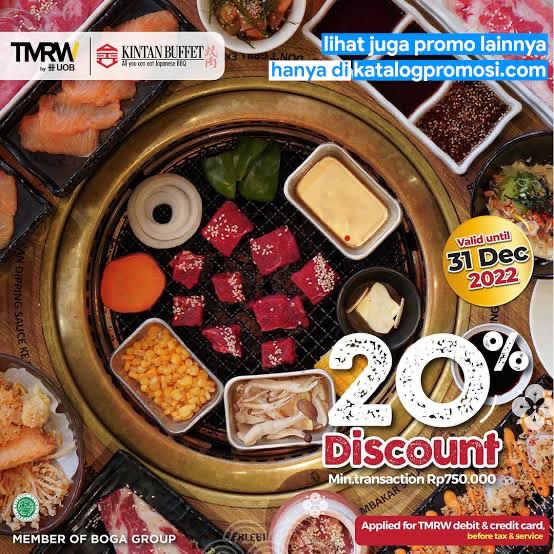 TMRW
by UOB
KINTAN BUFFET
All you can eat Japanese BBQ
lihat juga promo lainnya
hanya di katalogpromosi.com
Valid until
31 Dec
2022
20%
Discount
Min.transaction Rp750.000
Applied for TMRW debit & credit card,
before tax & service
MEMBER OF BOGA GROUP